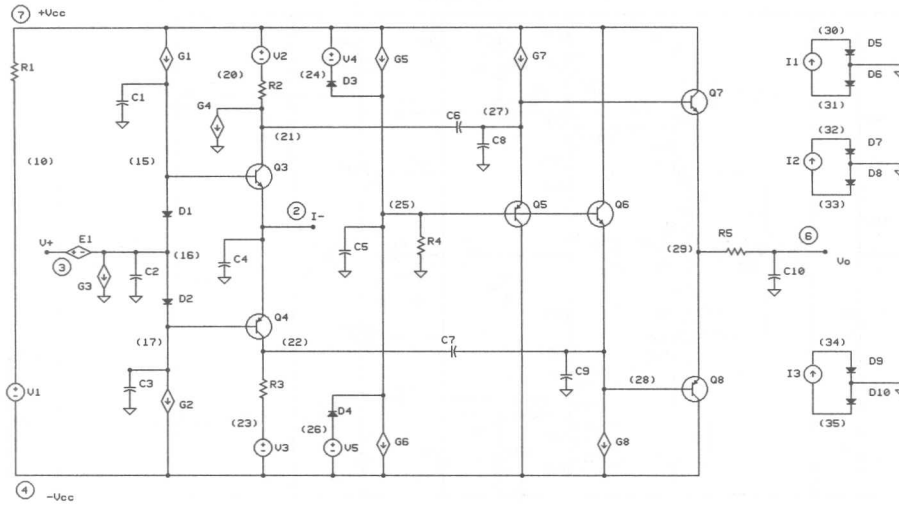 7 +Vcc
R1
G1
V2
V4
G5
G7
(30)
D5
(20)
(24)
D3
I1
D6
C1
R2
G4
(31)
Q7
C6
(27)
(21)
C8
(32)
D7
(10)
(15)
Q3
I2
D8
(33)
D1
2 I-
(25)
Q5
Q6
V+
E1
(16)
C4
C5
R4
(29)
R5
6
3
C2
Vo
G3
C10
D2
Q4
(17)
(22)
C7
(34)
C9
D9
C3
R3
(28)
Q8
I3
D10
V1
G2
D4
(35)
(23)
(26)
V3
V5
G6
G8
4 -Vcc